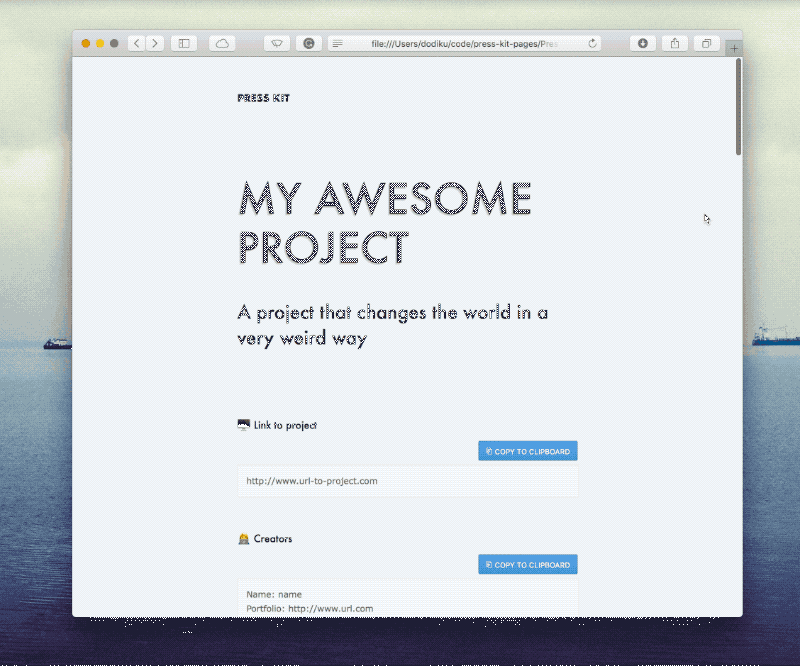 file:///Users/dodiku/code/press-kit-pages/Pres
PRESS KIT
MY AWESOME
PROJECT
A project that changes the world in a
very weird way
Link to project
COPY TO CLIPBOARD
http://www.url-to-project.com
Creators
COPY TO CLIPBOARD
Name: name
Portfolio: http://www.url.com